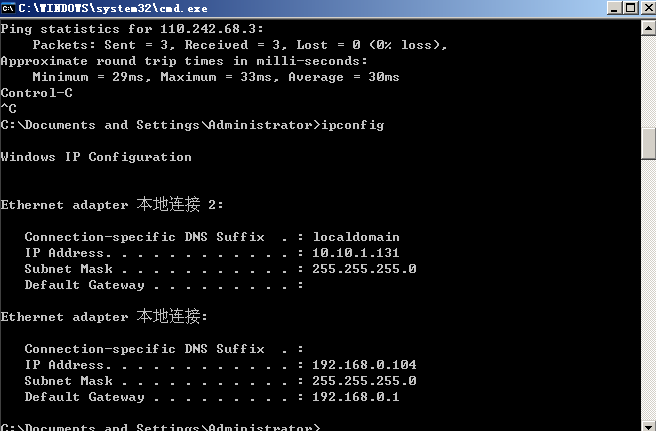 C:\WINDOWS\system32\cmd.exe
Ping statistics for 110.242.68.3:
    Packets: Sent = 3, Received = 3, Lost = 0 (0% loss),
Approximate round trip times in milli-seconds:
    Minimum = 29ms, Maximum = 33ms, Average = 30ms
Control-C
^C
C:\Documents and Settings\Administrator>ipconfig
Windows IP Configuration
Ethernet adapter 本地连接 2:
   Connection-specific DNS Suffix  . : localdomain
   IP Address. . . . . . . . . . . . : 10.10.1.131
   Subnet Mask . . . . . . . . . . . : 255.255.255.0
   Default Gateway . . . . . . . . . :
Ethernet adapter 本地连接:
   Connection-specific DNS Suffix  . :
   IP Address. . . . . . . . . . . . : 192.168.0.104
   Subnet Mask . . . . . . . . . . . : 255.255.255.0
   Default Gateway . . . . . . . . . : 192.168.0.1
C:\Documents and Settings\Administrator>